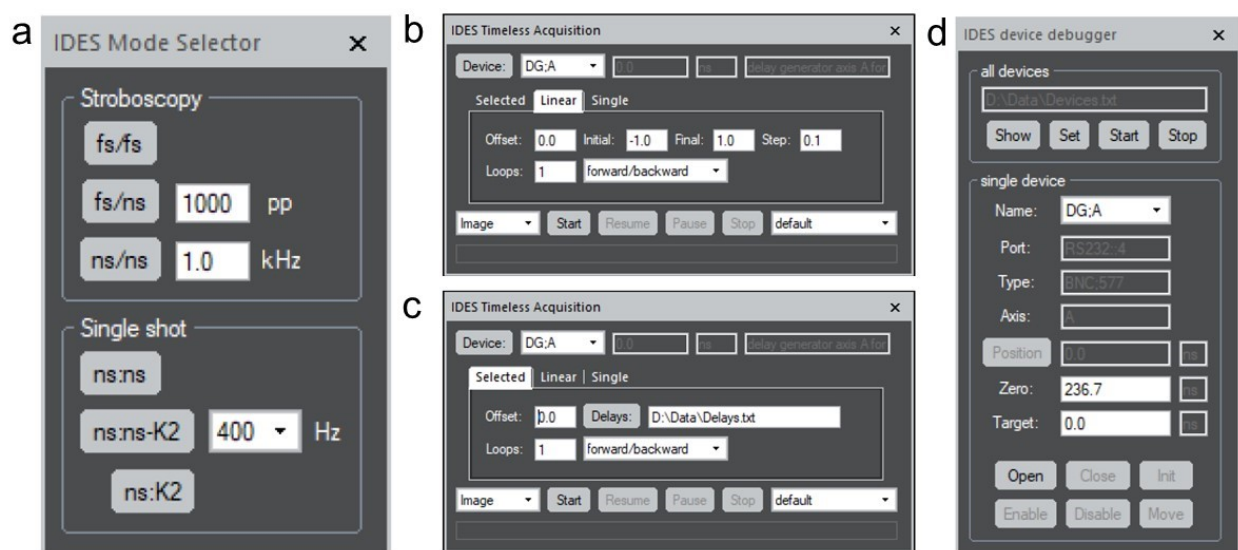 a
IDES Mode Selector ×
Stroboscopy
fs/fs
fs/ns 1000 pp
ns/ns 1.0 kHz
Single shot
ns:ns
ns:ns-K2 400 Hz
ns:K2
b
IDES Timeless Acquisition ×
Device: DG;A 0.0 ns delay generator axis A for
Selected Linear Single
Offset: 0.0 Initial: -1.0 Final: 1.0 Step: 0.1
Loops: 1 forward/backward
Image Start Resume Pause Stop default
c
IDES Timeless Acquisition ×
Device: DG;A 0.0 ns delay generator axis A for
Selected Linear Single
Offset: 0.0 Delays: D:\Data\Delays.txt
Loops: 1 forward/backward
Image Start Resume Pause Stop default
d
IDES device debugger ×
all devices
D:\Data\Devices.txt
Show Set Start Stop
single device
Name: DG;A
Port: RS232::4
Type: BNC;577
Axis: A
Position 0.0 ns
Zero: 236.7 ns
Target: 0.0 ns
Open Close Init
Enable Disable Move